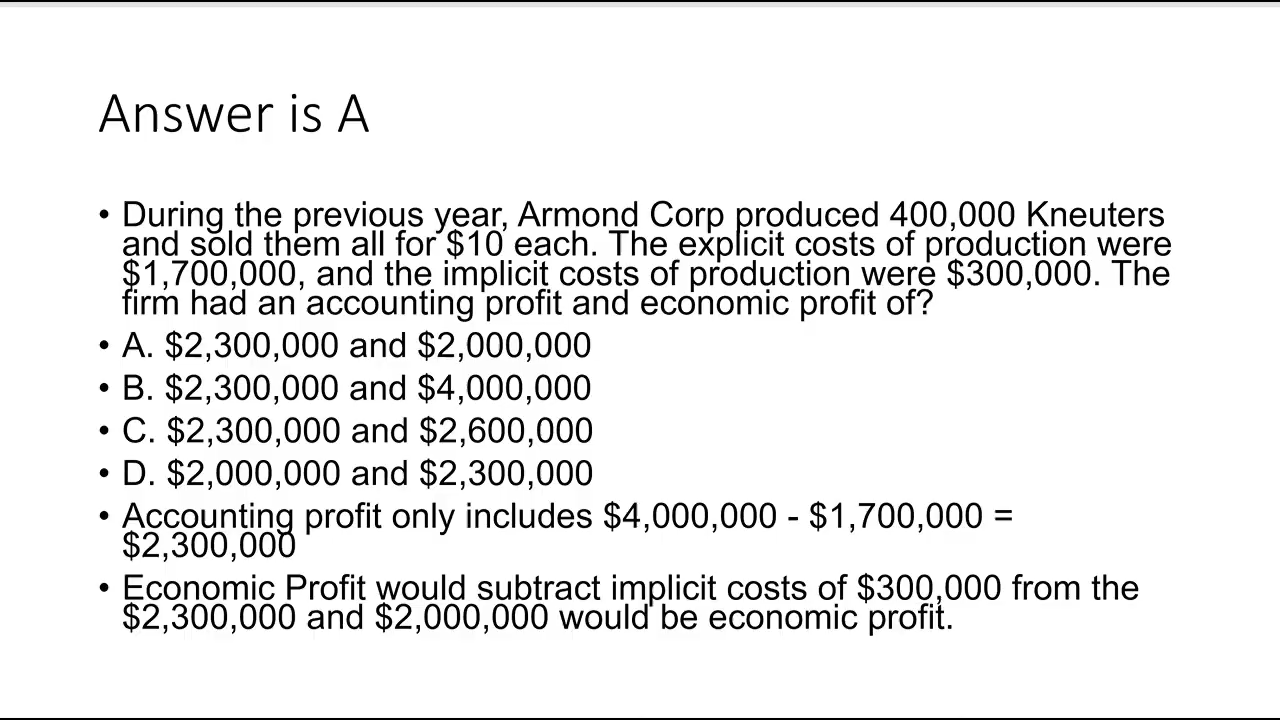 Answer is A
• During the previous year, Armond Corp produced 400,000 Kneuters
and sold them all for $10 each. The explicit costs of production were
$1,700,000, and the implicit costs of production were $300,000. The
firm had an accounting profit and economic profit of?
• A. $2,300,000 and $2,000,000
• B. $2,300,000 and $4,000,000
• C. $2,300,000 and $2,600,000
• D. $2,000,000 and $2,300,000
• Accounting profit only includes $4,000,000 - $1,700,000 =
$2,300,000
• Economic Profit would subtract implicit costs of $300,000 from the
$2,300,000 and $2,000,000 would be economic profit.